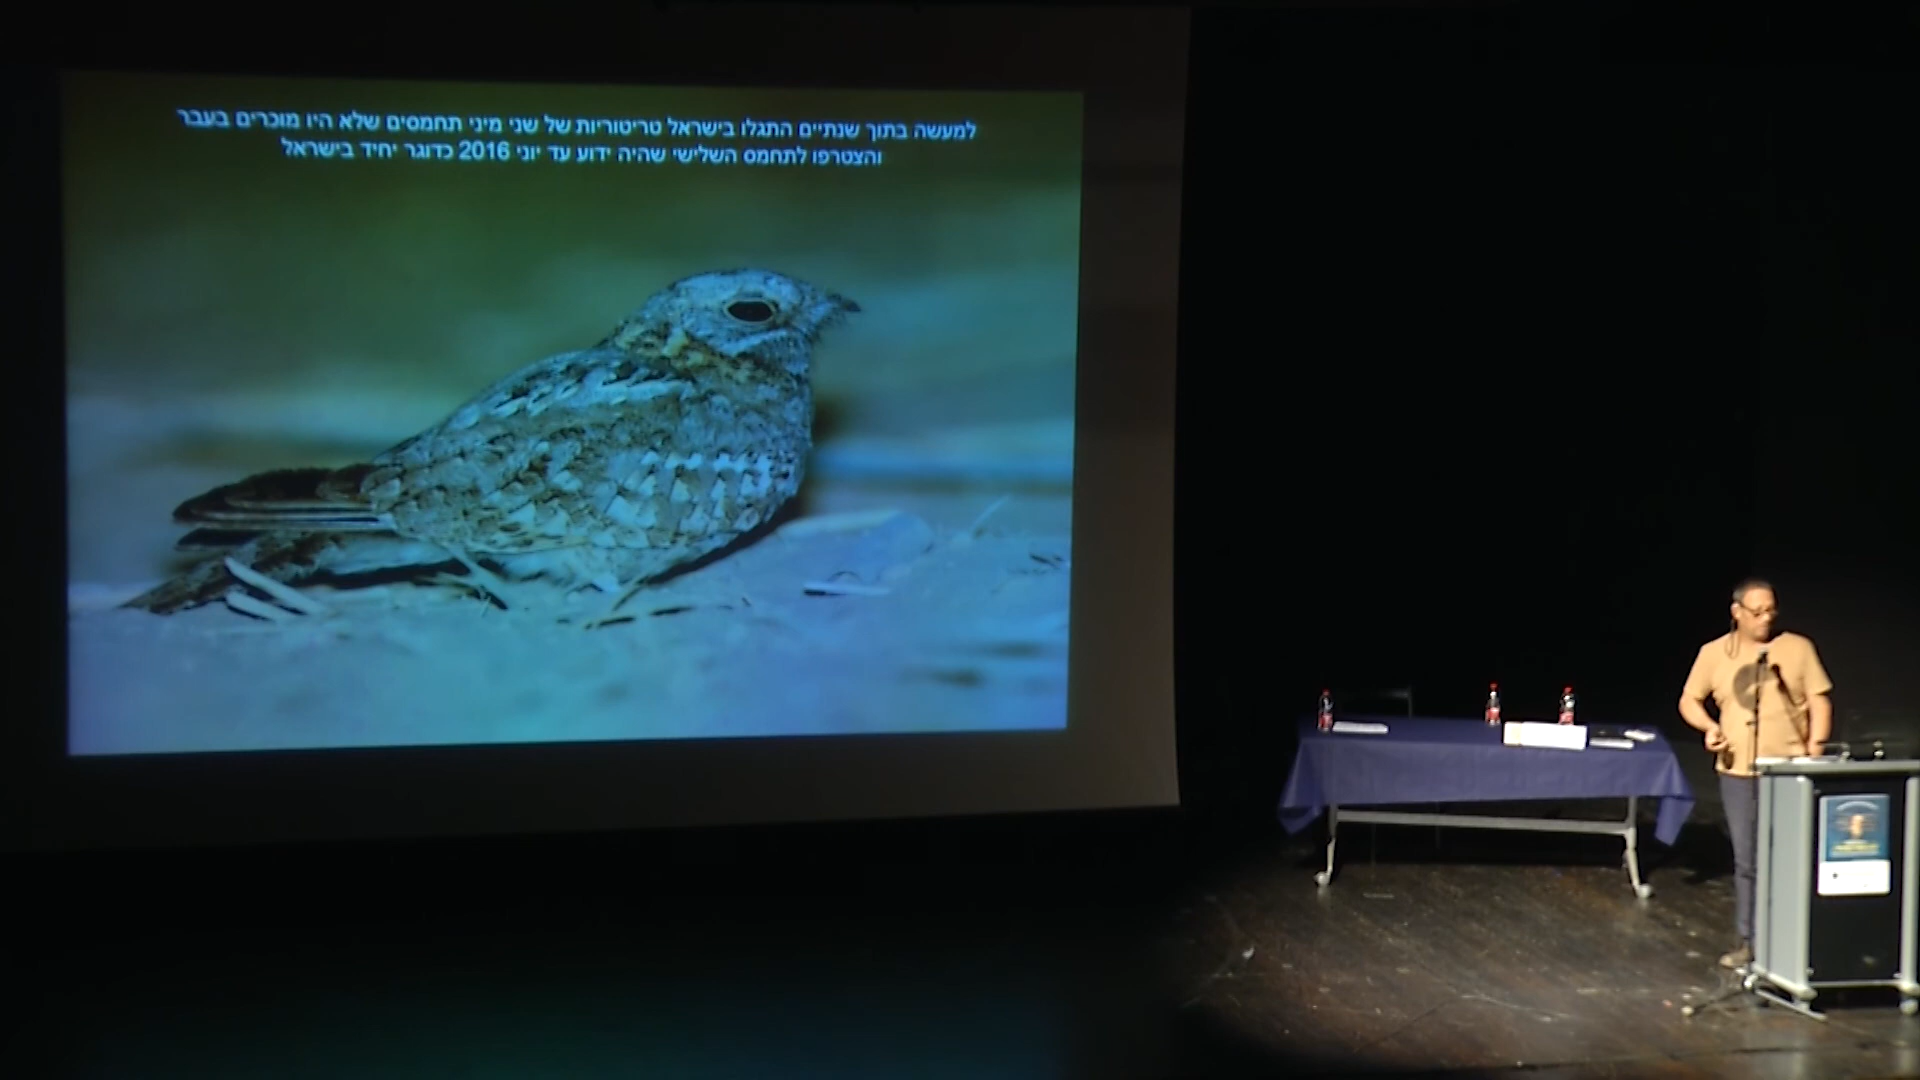 למעשה בתוך שנתיים התגלו בישראל טריטוריות של שני מיני תחמסים שלא היו מוכרים בעבר
והצטרפו לתחמס השלישי שהיה ידוע עד יוני 2016 כדוגר יחיד בישראל